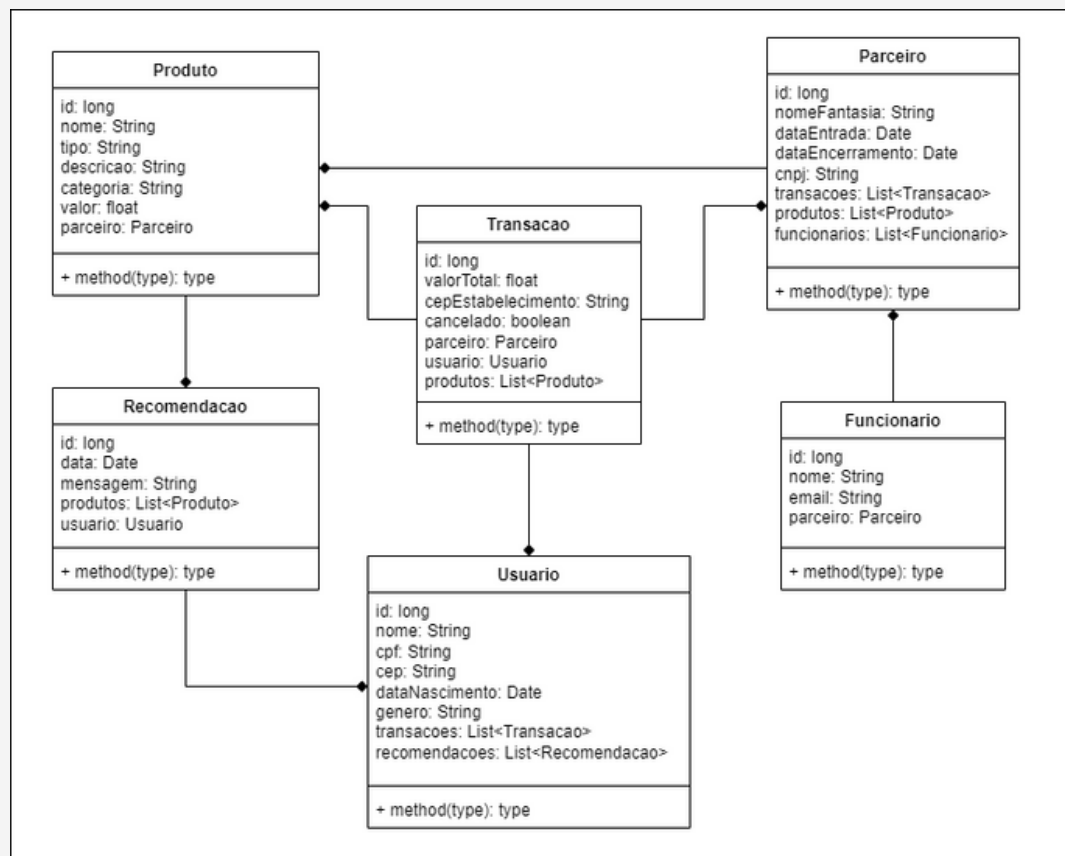 Produto
id: long
nome: String
tipo: String
descricao: String
categoria: String
valor: float
parceiro: Parceiro
+ method(type): type
Parceiro
id: long
nomeFantasia: String
dataEntrada: Date
dataEncerramento: Date
cnpj: String
transacoes: List<Transacao>
produtos: List<Produto>
funcionarios: List<Funcionario>
+ method(type): type
Transacao
id: long
valorTotal: float
cepEstabelecimento: String
cancelado: boolean
parceiro: Parceiro
usuario: Usuario
produtos: List<Produto>
+ method(type): type
Recomendacao
id: long
data: Date
mensagem: String
produtos: List<Produto>
usuario: Usuario
+ method(type): type
Funcionário
id: long
nome: String
email: String
parceiro: Parceiro
+ method(type): type
Usuario
id: long
nome: String
cpf: String
cep: String
dataNascimento: Date
genero: String
transacoes: List<Transacao>
recomendacoes: List<Recomendacao>
+ method(type): type